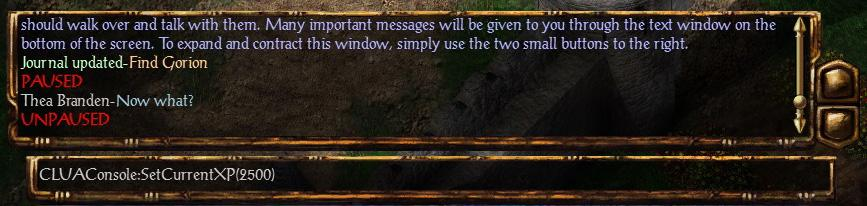 should walk over and talk with them. Many important messages will be given to you through the text window on the
bottom of the screen. To expand and contract this window, simply use the two small buttons to the right.
Journal updated-Find Gorion
PAUSED
Thea Branden-Now what?
UNPAUSED
CLUAConsole:SetCurrentXP(2500)